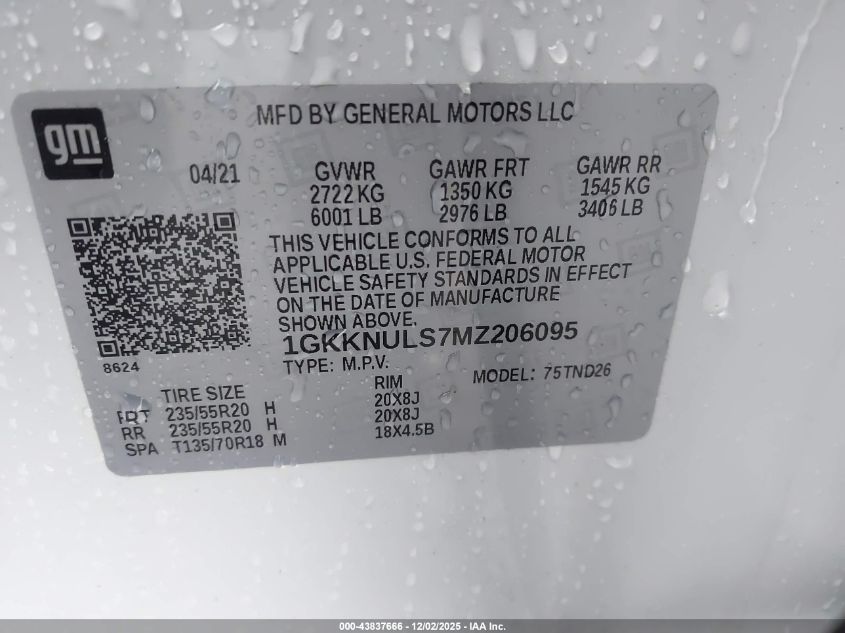 gm
MFD BY GENERAL MOTORS LLC
04/21 GVWR GAWR FRT GAWR RR
2722 KG 1350 KG 1545 KG
6001 LB 2976 LB 3406 LB
THIS VEHICLE CONFORMS TO ALL
APPLICABLE U.S. FEDERAL MOTOR
VEHICLE SAFETY STANDARDS IN EFFECT
ON THE DATE OF MANUFACTURE
SHOWN ABOVE.
1GKKNULS7MZ206095
8624
TYPE: M.P.V. MODEL: 75TND26
TIRE SIZE RIM
FRT 235/55R20 H 20X8J
RR 235/55R20 H 20X8J
SPA T135/70R18 M 18X4.5B
000-43837666 - 12/02/2025 - IAA Inc.